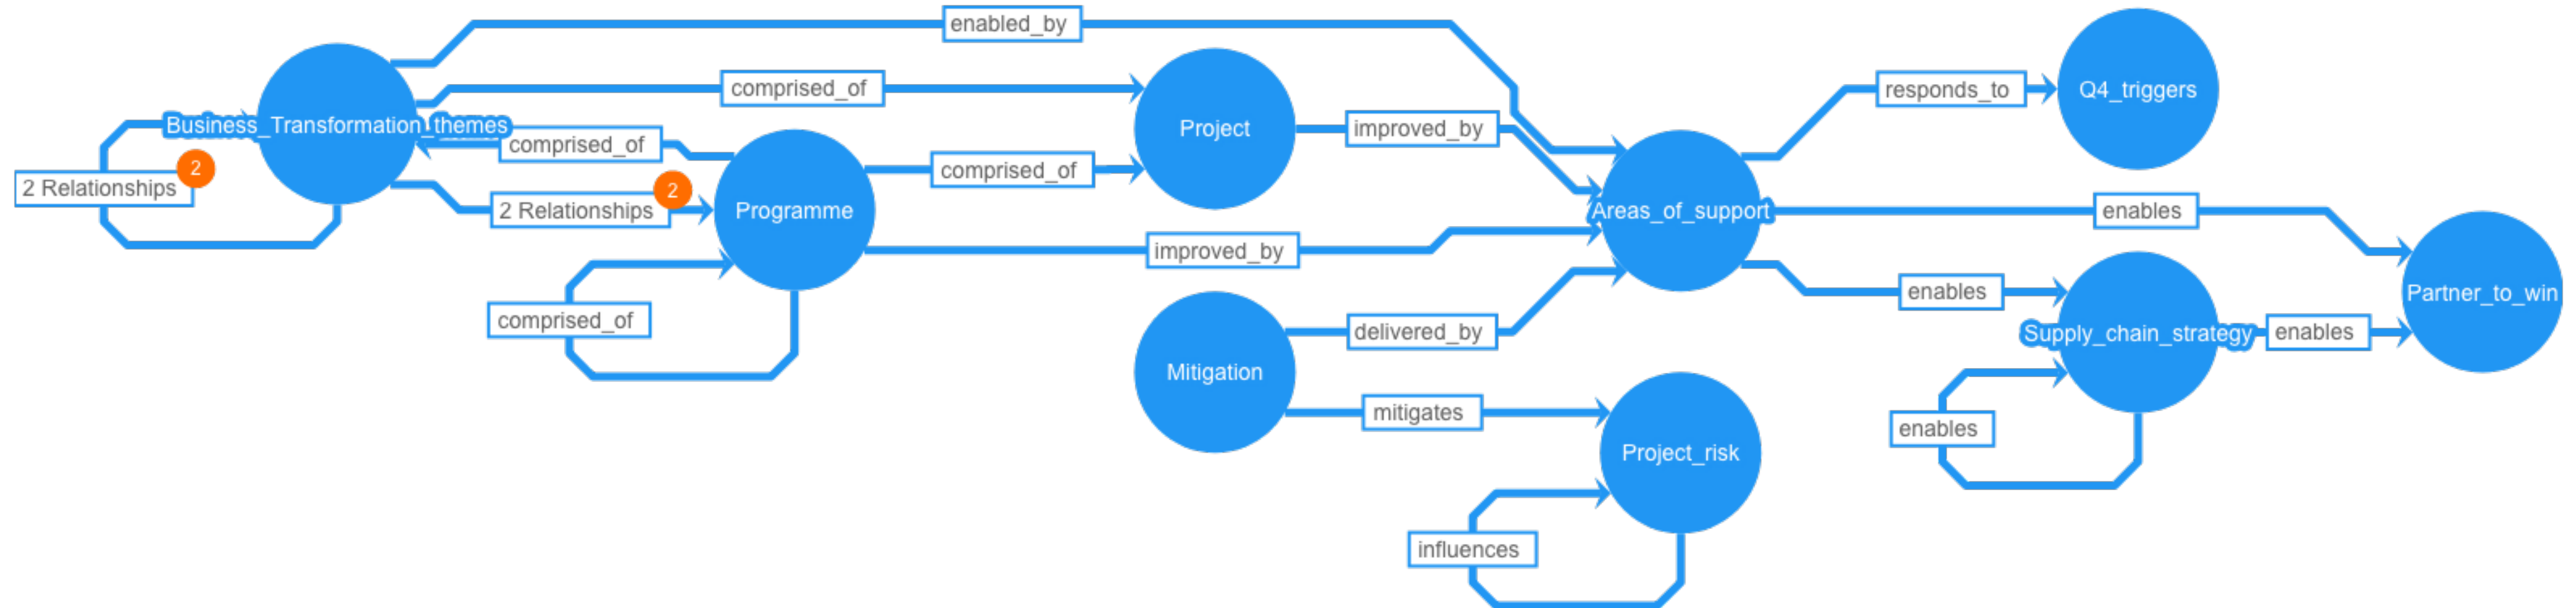 enabled_by
comprised_of
Business_Transformation_themes
comprised_of
2 Relationships
2
2 Relationships
2
Programme
comprised_of
comprised_of
Project
improved_by
improved_by
Areas_of_support
responds_to
Q4_triggers
enables
enables
Partner_to_win
Supply_chain_strategy
enables
enables
Mitigation
delivered_by
mitigates
Project_risk
influences